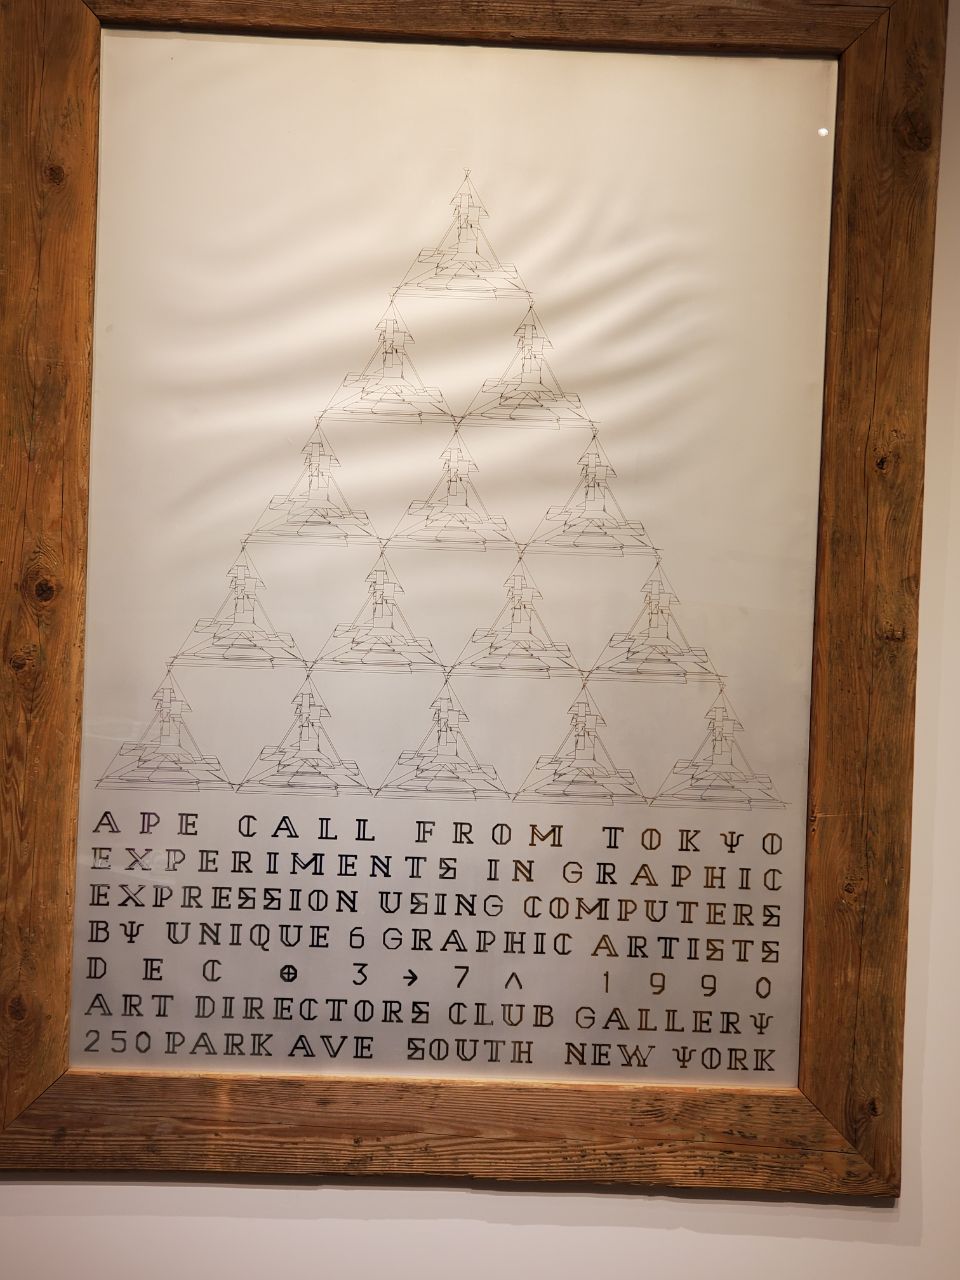 APE CALL FROM TOKYO
EXPERIMENTS IN GRAPHIC
EXPRESSION USING COMPUTERS
BY UNIQUE 6 GRAPHIC ARTISTS
DEC ⊕ 3 → 7 ^ 1990
ART DIRECTORS CLUB GALLERY
250 PARK AVE SOUTH NEW YORK